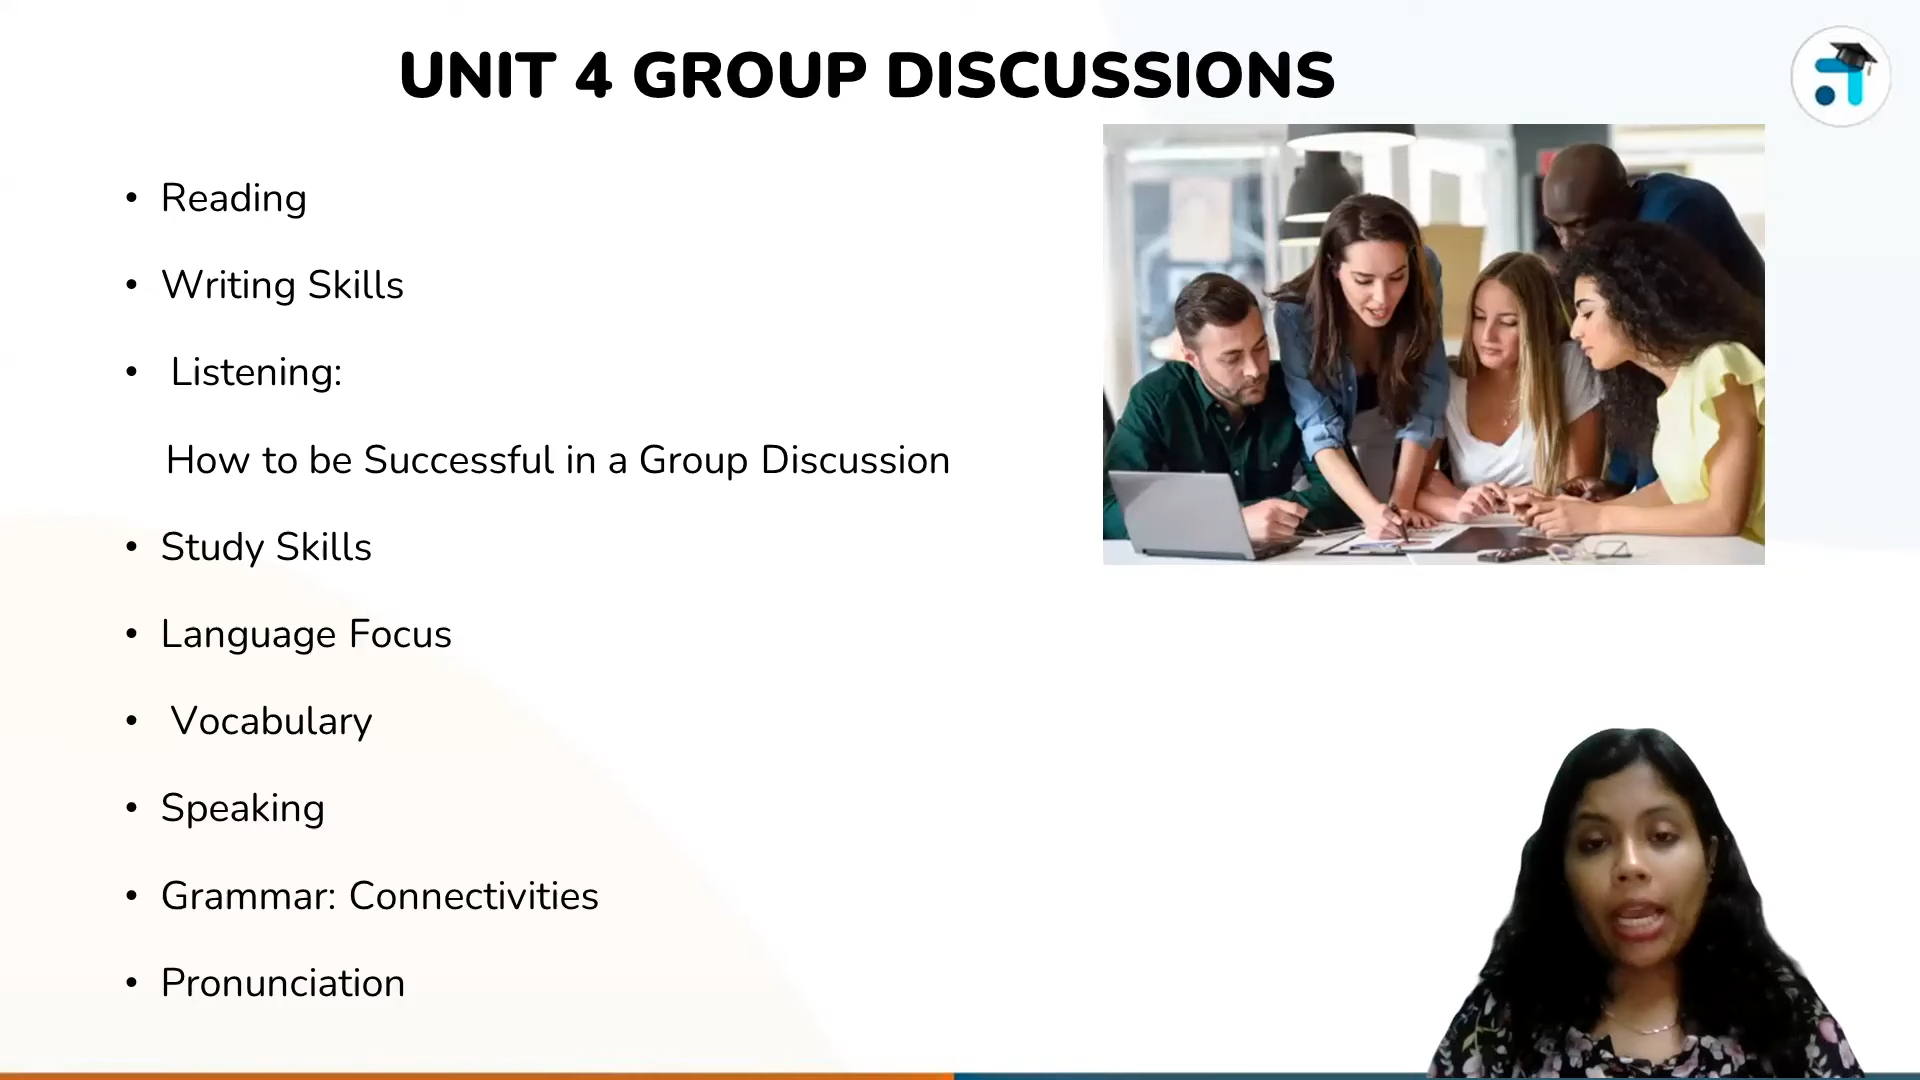 UNIT 4 GROUP DISCUSSIONS
• Reading
• Writing Skills
• Listening:
How to be Successful in a Group Discussion
• Study Skills
• Language Focus
• Vocabulary
• Speaking
• Grammar: Connectivities
• Pronunciation